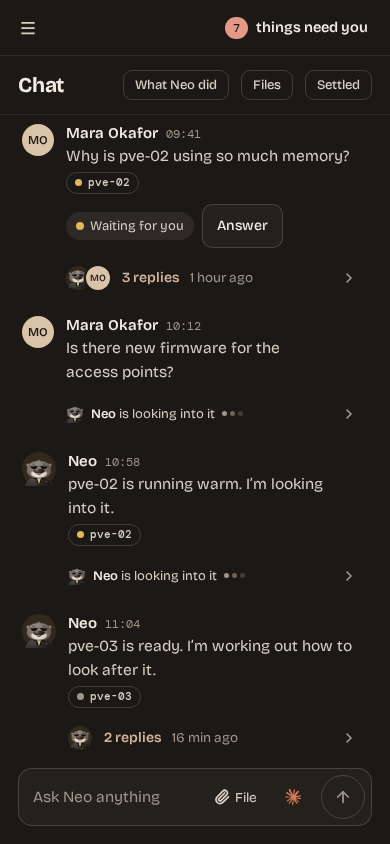 7 things need you
Chat
What Neo did
Files
Settled
MO
Mara Okafor 09:41
Why is pve-02 using so much memory?
pve-02
Waiting for you
Answer
MO
3 replies 1 hour ago
MO
Mara Okafor 10:12
Is there new firmware for the
access points?
Neo is looking into it
Neo 10:58
pve-02 is running warm. I'm looking
into it.
pve-02
Neo is looking into it
Neo 11:04
pve-03 is ready. I'm working out how to
look after it.
pve-03
2 replies 16 min ago
Ask Neo anything
File